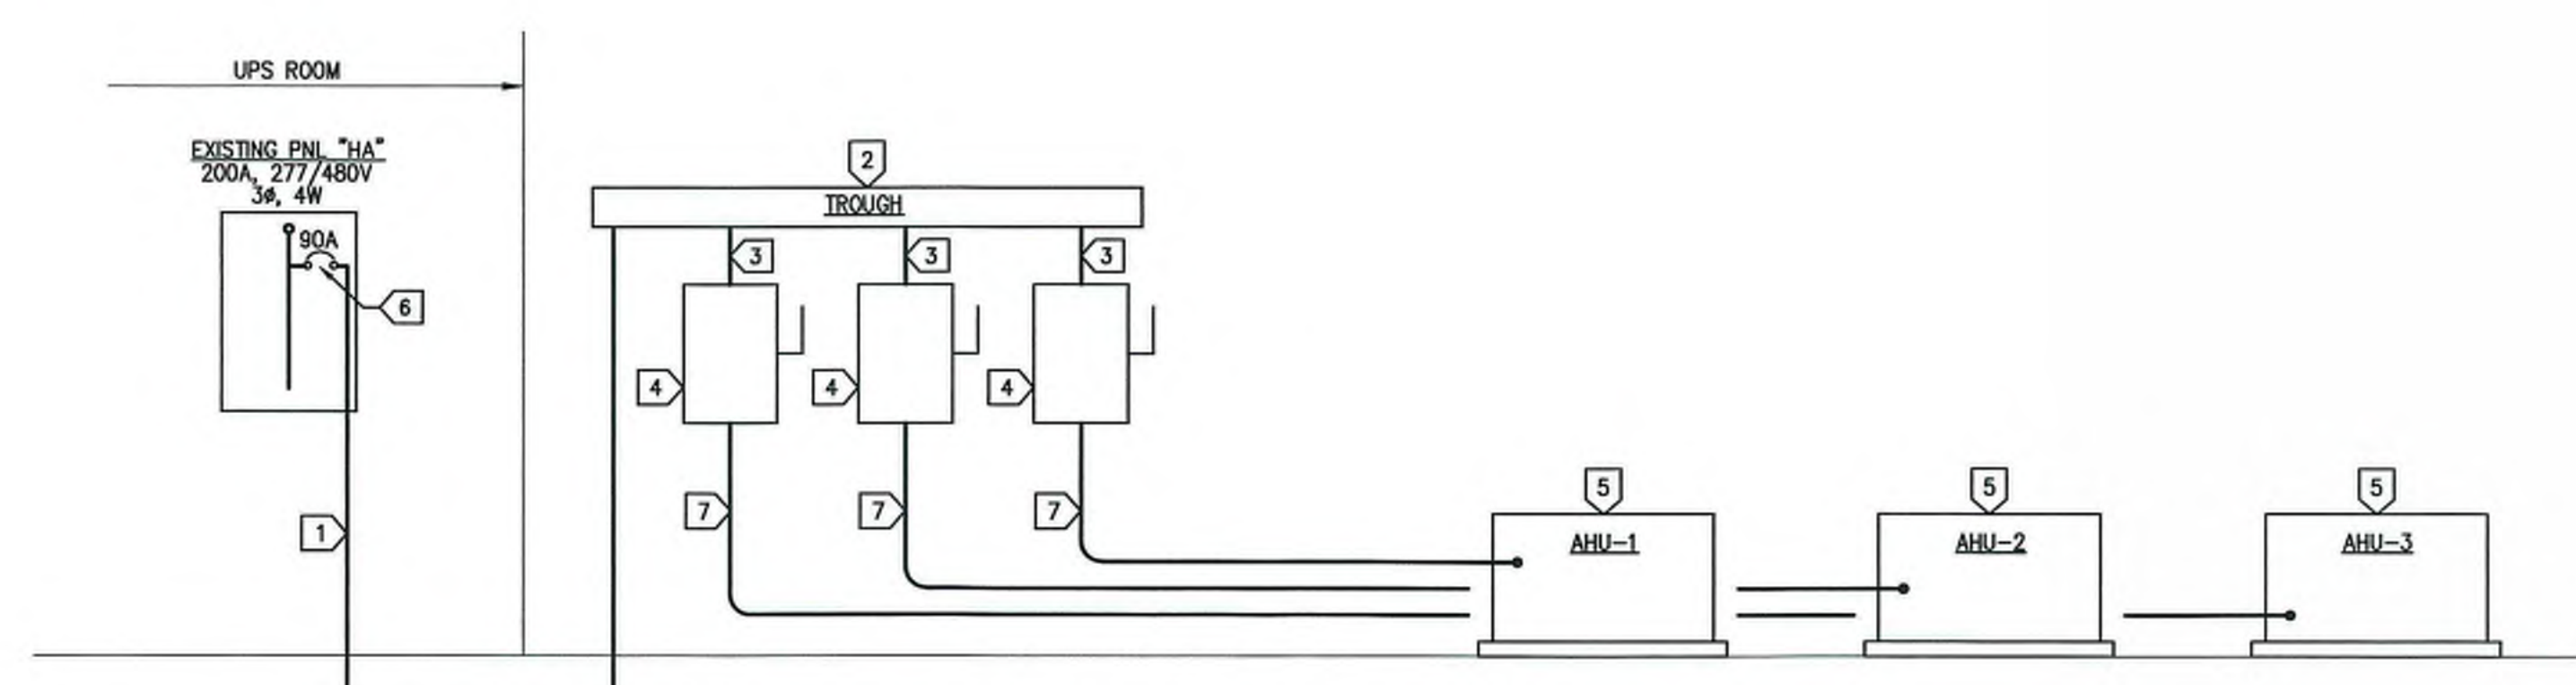 UPS ROOM
EXISTING PNL "HA"
200A, 277/480V
3ø, 4W
90A
6
1
2
TROUGH
3
3
3
4
4
4
7
7
7
5
5
5
AHU-1
AHU-2
AHU-3